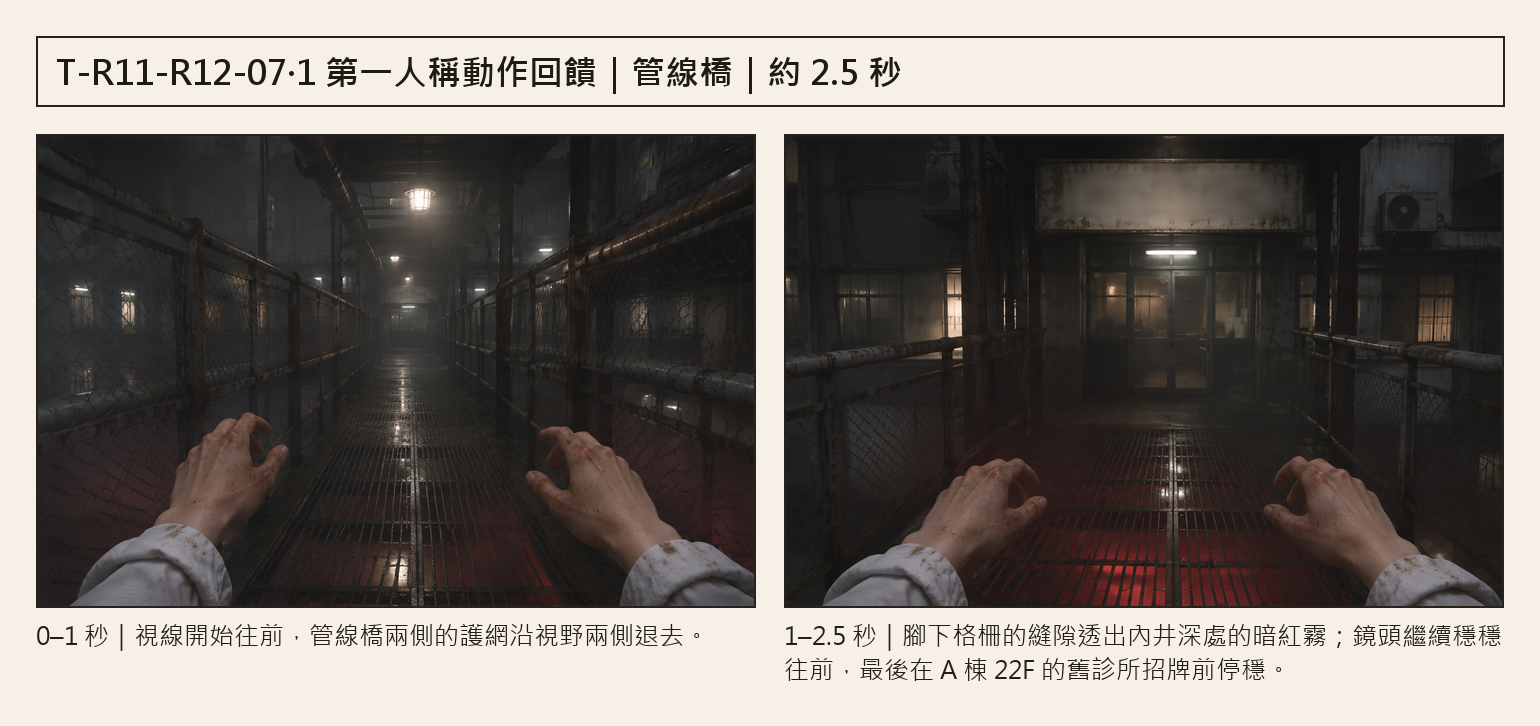 T-R11-R12-07·1 第一人稱動作回饋｜管線橋｜約 2.5 秒
0–1 秒｜視線開始往前，管線橋兩側的護網沿視野兩側退去。
1–2.5 秒｜腳下格柵的縫隙透出內井深處的暗紅霧；鏡頭繼續穩穩
往前，最後在 A 棟 22F 的舊診所招牌前停穩。